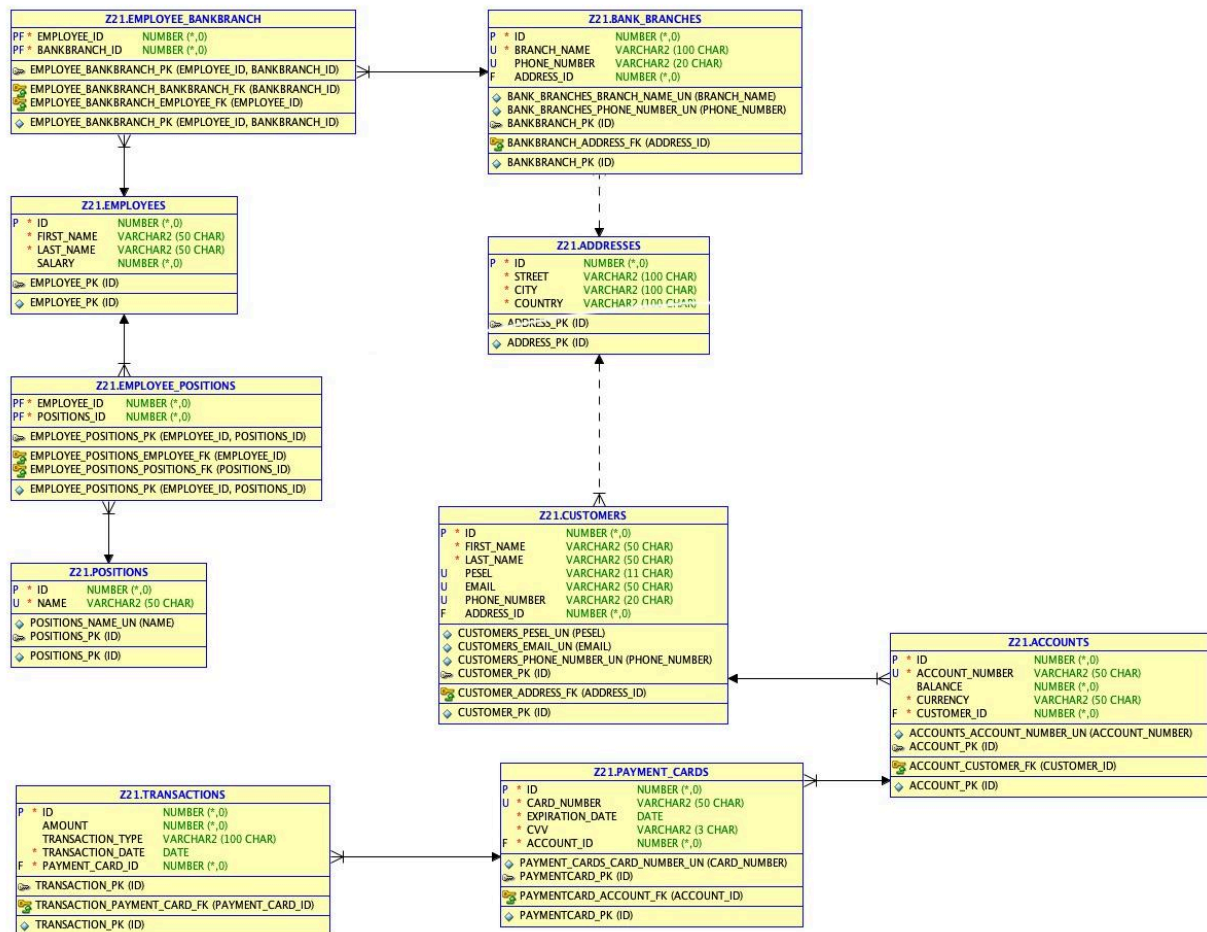 Z21.EMPLOYEE_BANKBRANCH
PF * EMPLOYEE_ID NUMBER (*,0)
PF * BANKBRANCH_ID NUMBER (*,0)
EMPLOYEE_BANKBRANCH_PK (EMPLOYEE_ID, BANKBRANCH_ID)
EMPLOYEE_BANKBRANCH_BANKBRANCH_FK (BANKBRANCH_ID)
EMPLOYEE_BANKBRANCH_EMPLOYEE_FK (EMPLOYEE_ID)
EMPLOYEE_BANKBRANCH_PK (EMPLOYEE_ID, BANKBRANCH_ID)
Z21.BANK_BRANCHES
P * ID NUMBER (*,0)
U * BRANCH_NAME VARCHAR2 (100 CHAR)
U PHONE_NUMBER VARCHAR2 (20 CHAR)
F ADDRESS_ID NUMBER (*,0)
BANK_BRANCHES_BRANCH_NAME_UN (BRANCH_NAME)
BANK_BRANCHES_PHONE_NUMBER_UN (PHONE_NUMBER)
BANKBRANCH_PK (ID)
BANKBRANCH_ADDRESS_FK (ADDRESS_ID)
BANKBRANCH_PK (ID)
Z21.EMPLOYEES
P * ID NUMBER (*,0)
* FIRST_NAME VARCHAR2 (50 CHAR)
* LAST_NAME VARCHAR2 (50 CHAR)
SALARY NUMBER (*,0)
EMPLOYEE_PK (ID)
EMPLOYEE_PK (ID)
Z21.ADDRESSES
P * ID NUMBER (*,0)
* STREET VARCHAR2 (100 CHAR)
* CITY VARCHAR2 (100 CHAR)
* COUNTRY VARCHAR2 (100 CHAR)
ADDRESS_PK (ID)
ADDRESS_PK (ID)
Z21.EMPLOYEE_POSITIONS
PF * EMPLOYEE_ID NUMBER (*,0)
PF * POSITIONS_ID NUMBER (*,0)
EMPLOYEE_POSITIONS_PK (EMPLOYEE_ID, POSITIONS_ID)
EMPLOYEE_POSITIONS_EMPLOYEE_FK (EMPLOYEE_ID)
EMPLOYEE_POSITIONS_POSITIONS_FK (POSITIONS_ID)
EMPLOYEE_POSITIONS_PK (EMPLOYEE_ID, POSITIONS_ID)
Z21.CUSTOMERS
P * ID NUMBER (*,0)
* FIRST_NAME VARCHAR2 (50 CHAR)
* LAST_NAME VARCHAR2 (50 CHAR)
U PESEL VARCHAR2 (11 CHAR)
U EMAIL VARCHAR2 (50 CHAR)
U PHONE_NUMBER VARCHAR2 (20 CHAR)
F ADDRESS_ID NUMBER (*,0)
CUSTOMERS_PESEL_UN (PESEL)
CUSTOMERS_EMAIL_UN (EMAIL)
CUSTOMERS_PHONE_NUMBER_UN (PHONE_NUMBER)
CUSTOMER_PK (ID)
CUSTOMER_ADDRESS_FK (ADDRESS_ID)
CUSTOMER_PK (ID)
Z21.POSITIONS
P * ID NUMBER (*,0)
U * NAME VARCHAR2 (50 CHAR)
POSITIONS_NAME_UN (NAME)
POSITIONS_PK (ID)
POSITIONS_PK (ID)
Z21.ACCOUNTS
P * ID NUMBER (*,0)
U * ACCOUNT_NUMBER VARCHAR2 (50 CHAR)
BALANCE NUMBER (*,0)
* CURRENCY VARCHAR2 (50 CHAR)
F * CUSTOMER_ID NUMBER (*,0)
ACCOUNTS_ACCOUNT_NUMBER_UN (ACCOUNT_NUMBER)
ACCOUNT_PK (ID)
ACCOUNT_CUSTOMER_FK (CUSTOMER_ID)
ACCOUNT_PK (ID)
Z21.PAYMENT_CARDS
P * ID NUMBER (*,0)
U * CARD_NUMBER VARCHAR2 (50 CHAR)
* EXPIRATION_DATE DATE
* CVV VARCHAR2 (3 CHAR)
F * ACCOUNT_ID NUMBER (*,0)
PAYMENT_CARDS_CARD_NUMBER_UN (CARD_NUMBER)
PAYMENTCARD_PK (ID)
PAYMENTCARD_ACCOUNT_FK (ACCOUNT_ID)
PAYMENTCARD_PK (ID)
Z21.TRANSACTIONS
P * ID NUMBER (*,0)
AMOUNT NUMBER (*,0)
TRANSACTION_TYPE VARCHAR2 (100 CHAR)
* TRANSACTION_DATE DATE
F * PAYMENT_CARD_ID NUMBER (*,0)
TRANSACTION_PK (ID)
TRANSACTION_PAYMENT_CARD_FK (PAYMENT_CARD_ID)
TRANSACTION_PK (ID)